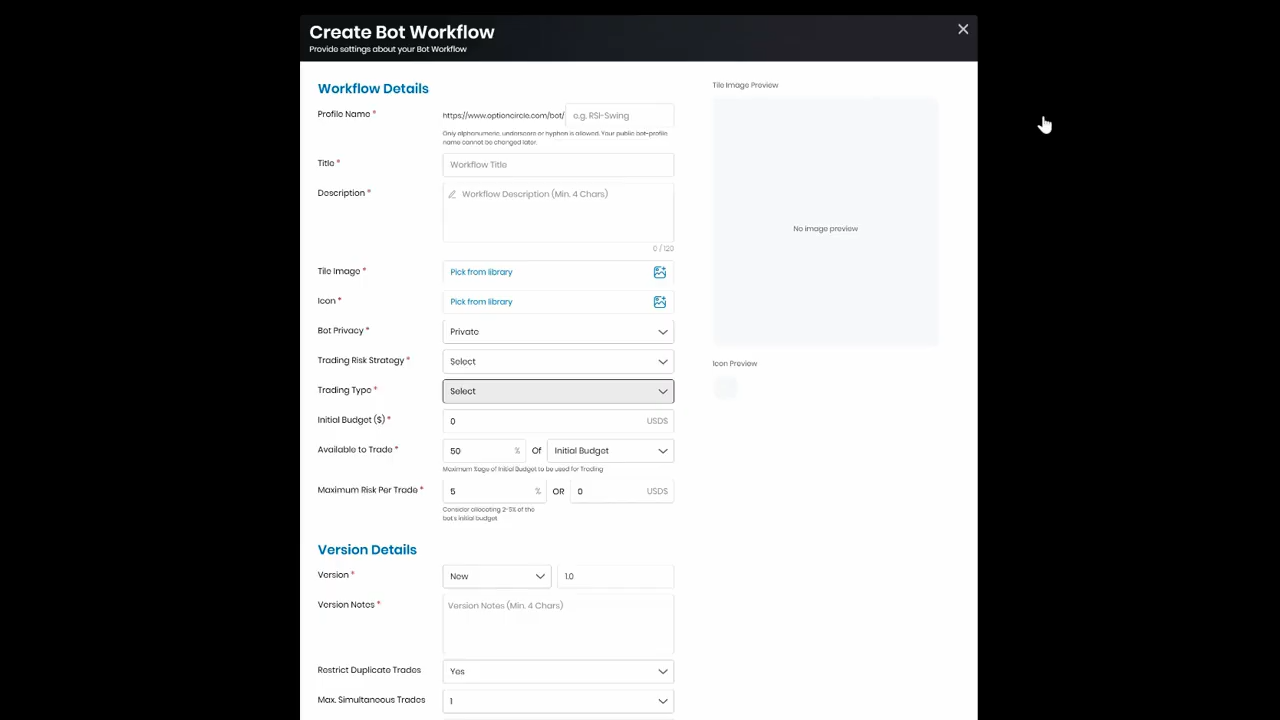 Create Bot Workflow
Provide settings about your Bot Workflow
Workflow Details
Profile Name *
https://www.optioncircle.com/bot/ e.g. RSI-Swing
Only alphanumeric, underscore or hyphen is allowed. Your public bot-profile
name cannot be changed later.
Title *
Workflow Title
Description *
Workflow Description (Min. 4 Chars)
0 / 120
Tile Image *
Pick from library
Icon *
Pick from library
Bot Privacy *
Private
Trading Risk Strategy *
Select
Trading Type *
Select
Initial Budget ($) *
0 USDS
Available to Trade *
50 % Of Initial Budget
Maximum %age of Initial Budget to be used for Trading
Maximum Risk Per Trade *
5 % OR 0 USDS
Consider allocating 2-5% of the
bot's initial budget
Tile Image Preview
No image preview
Icon Preview
Version Details
Version *
New 1.0
Version Notes *
Version Notes (Min. 4 Chars)
Restrict Duplicate Trades
Yes
Max. Simultaneous Trades
1